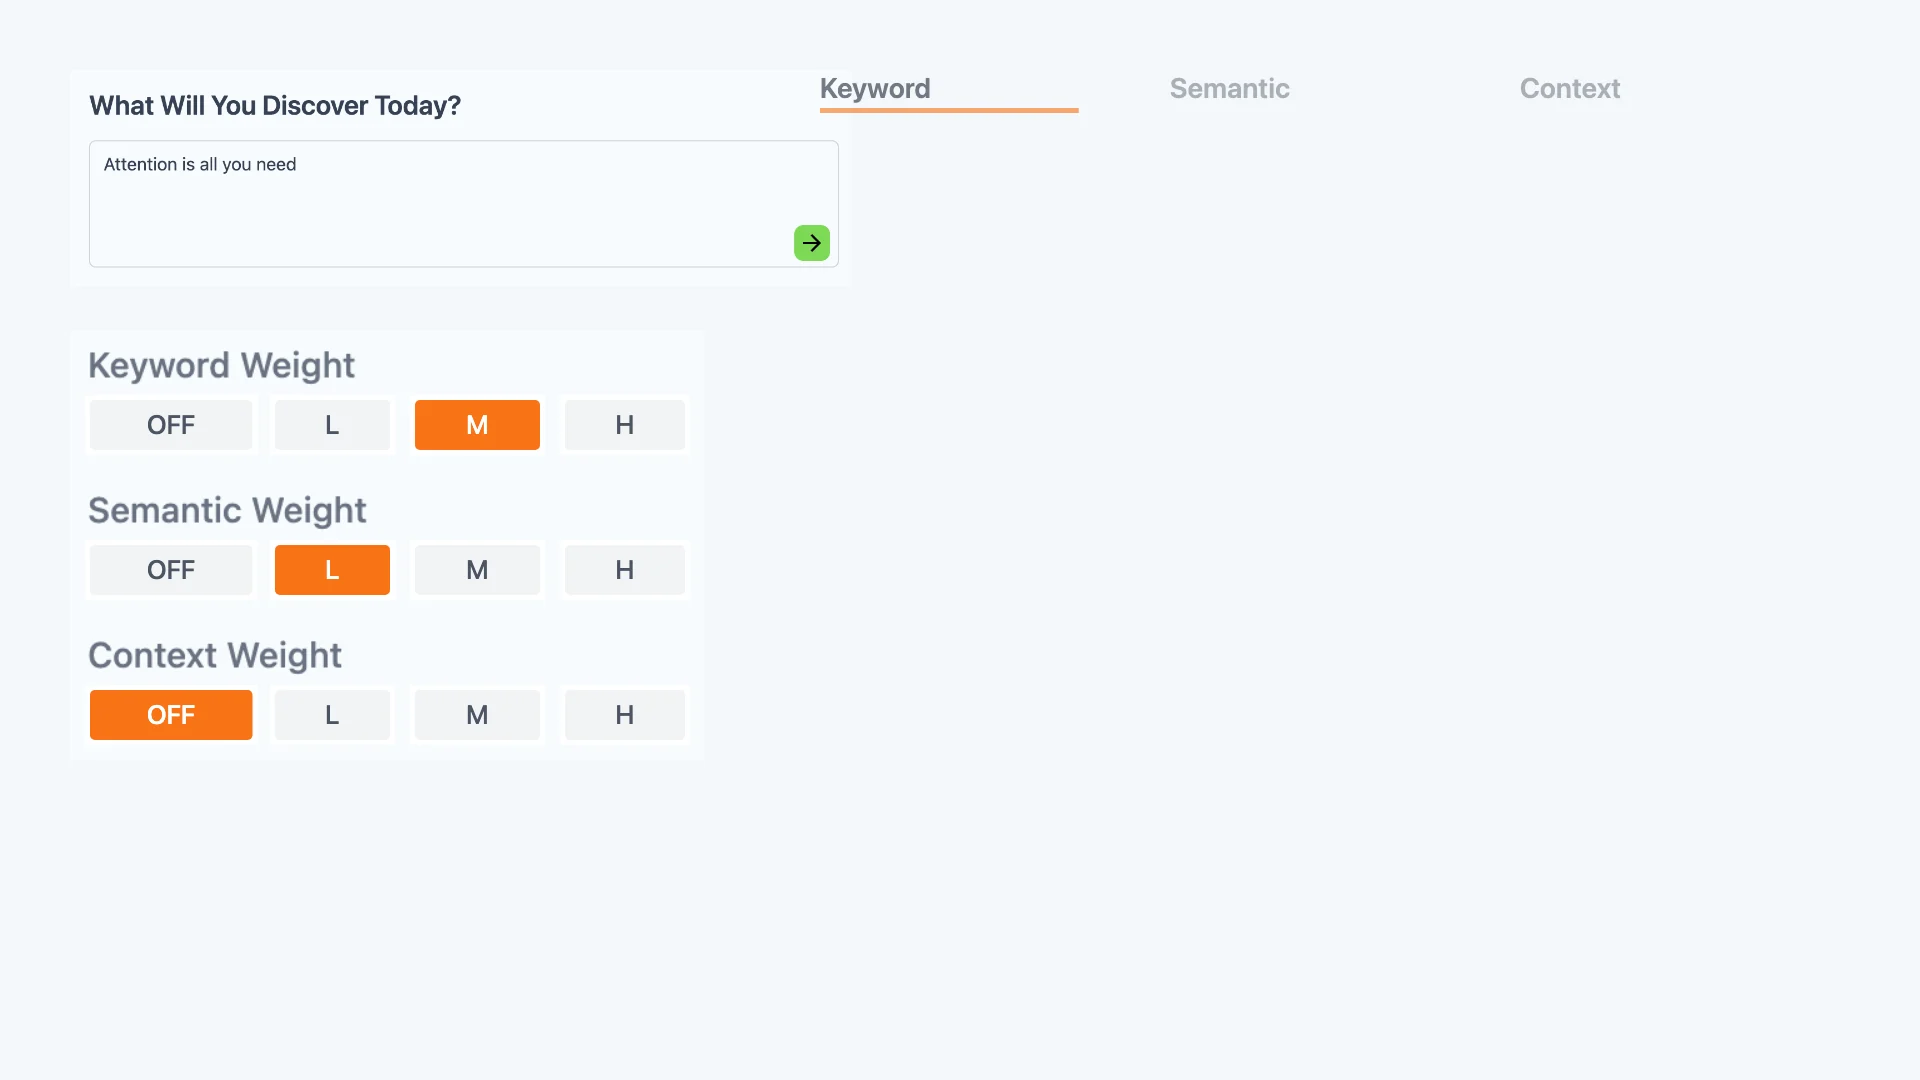 What Will You Discover Today?
Attention is all you need
Keyword Semantic Context
Keyword Weight
OFF L M H
Semantic Weight
OFF L M H
Context Weight
OFF L M H